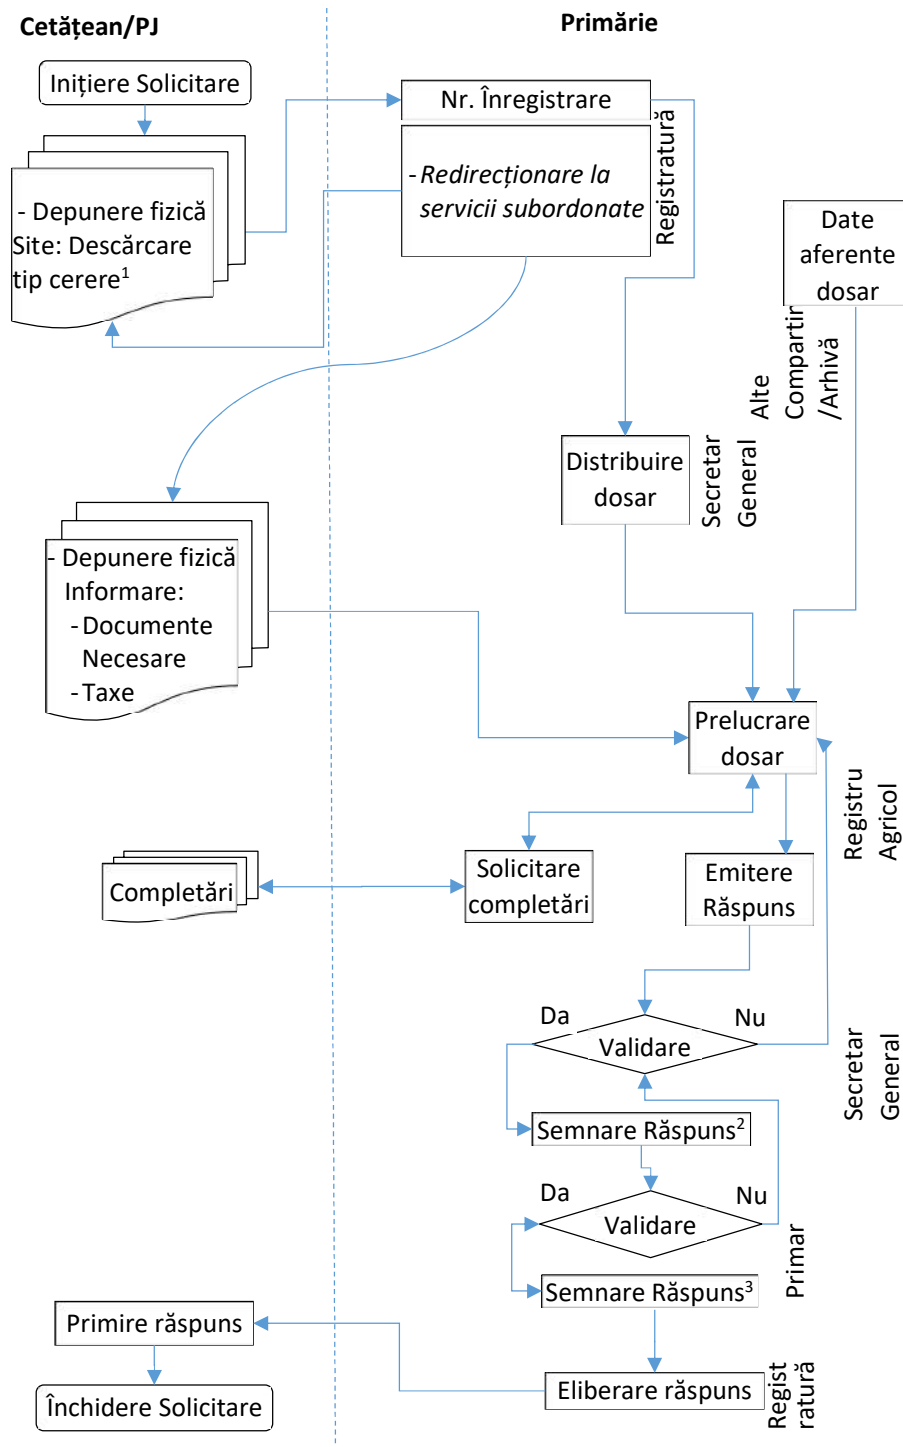 Cetățean/PJ
Primărie
Inițiere Solicitare
Nr. Înregistrare
- Redirecționare la
servicii subordonate
Registratură
- Depunere fizică
Site: Descărcare
tip cerere¹
Date
aferente
dosar
Alte
Compartir
/Arhivă
Distribuire
dosar
Secretar
General
- Depunere fizică
Informare:
- Documente
Necesare
- Taxe
Prelucrare
dosar
Registru
Agricol
Completări
Solicitare
completări
Emitere
Răspuns
Da
Nu
Validare
Secretar
General
Semnare Răspuns²
Da
Nu
Validare
Primar
Semnare Răspuns³
Primire răspuns
Eliberare răspuns
Regist
ratură
Închidere Solicitare